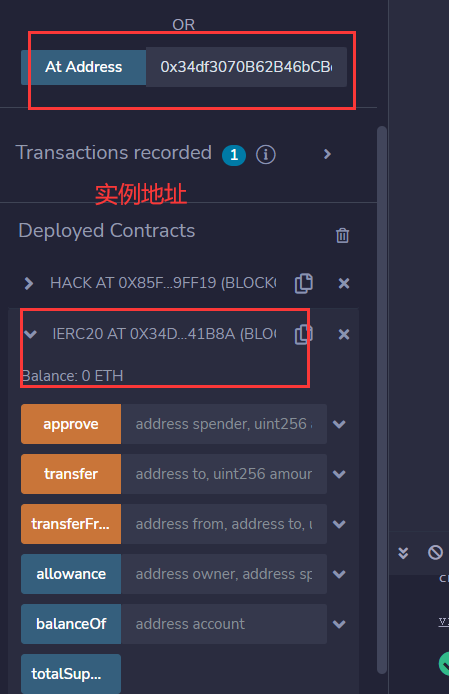 OR
At Address 0x34df3070B62B46bCB
Transactions recorded 1
实例地址
Deployed Contracts
HACK AT 0X85F...9FF19 (BLOCK
IERC20 AT 0X34D...41B8A (BLOC
Balance: 0 ETH
approve address spender, uint256
transfer address to, uint256 amour
transferFr... address from, address to,
allowance address owner, address sp
balanceOf address account
totalSup...